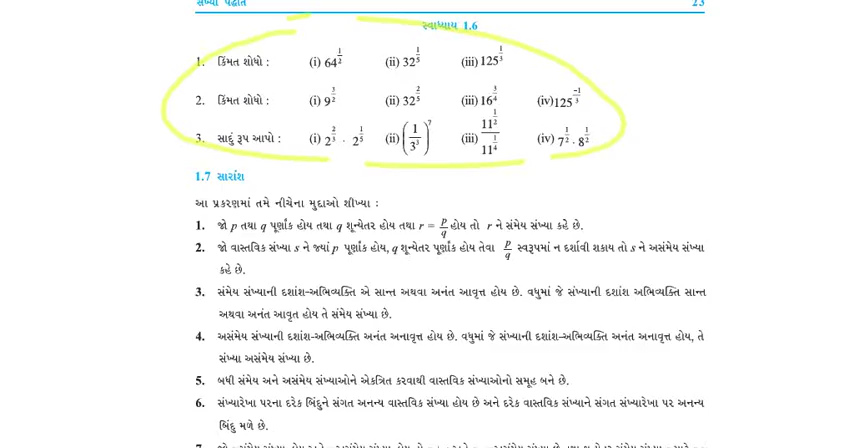 સંખ્યા પદ્ધતિ 23
સ્વાધ્યાય 1.6
1. કિંમત શોધો : (i) 64^(1/2) (ii) 32^(1/5) (iii) 125^(1/3)
2. કિંમત શોધો : (i) 9^(3/2) (ii) 32^(2/5) (iii) 16^(3/4) (iv) 125^(-1/3)
3. સાદું રૂપ આપો : (i) 2^(2/3) . 2^(1/5) (ii) (1/3^3)^7 (iii) 11^(1/2)/11^(1/4) (iv) 7^(1/2) . 8^(1/2)
1.7 સારાંશ
આ પ્રકરણમાં તમે નીચેના મુદાઓ શીખ્યા :
1. જો p તથા q પૂર્ણાંક હોય તથા q શૂન્યેતર હોય તથા r = p/q હોય તો r ને સંમેય સંખ્યા કહે છે.
2. જો વાસ્તવિક સંખ્યા s ને જ્યાં p પૂર્ણાંક હોય, q શૂન્યેતર પૂર્ણાંક હોય તેવા p/q સ્વરૂપમાં ન દર્શાવી શકાય તો s ને અસંમેય સંખ્યા
કહે છે.
3. સંમેય સંખ્યાની દશાંશ-અભિવ્યક્તિ એ સાન્ત અથવા અનંત આવૃત્ત હોય છે. વધુમાં જે સંખ્યાની દશાંશ અભિવ્યક્તિ સાન્ત
અથવા અનંત આવૃત હોય તે સંમેય સંખ્યા છે.
4. અસંમેય સંખ્યાની દશાંશ-અભિવ્યક્તિ અનંત અનાવૃત્ત હોય છે. વધુમાં જે સંખ્યાની દશાંશ-અભિવ્યક્તિ અનંત અનાવૃત્ત હોય, તે
સંખ્યા અસંમેય સંખ્યા છે.
5. બધી સંમેય અને અસંમેય સંખ્યાઓને એકત્રિત કરવાથી વાસ્તવિક સંખ્યાઓનો સમૂહ બને છે.
6. સંખ્યારેખા પરના દરેક બિંદુને સંગત અનન્ય વાસ્તવિક સંખ્યા હોય છે અને દરેક વાસ્તવિક સંખ્યાને સંગત સંખ્યારેખા પર અનન્ય
બિંદુ મળે છે.